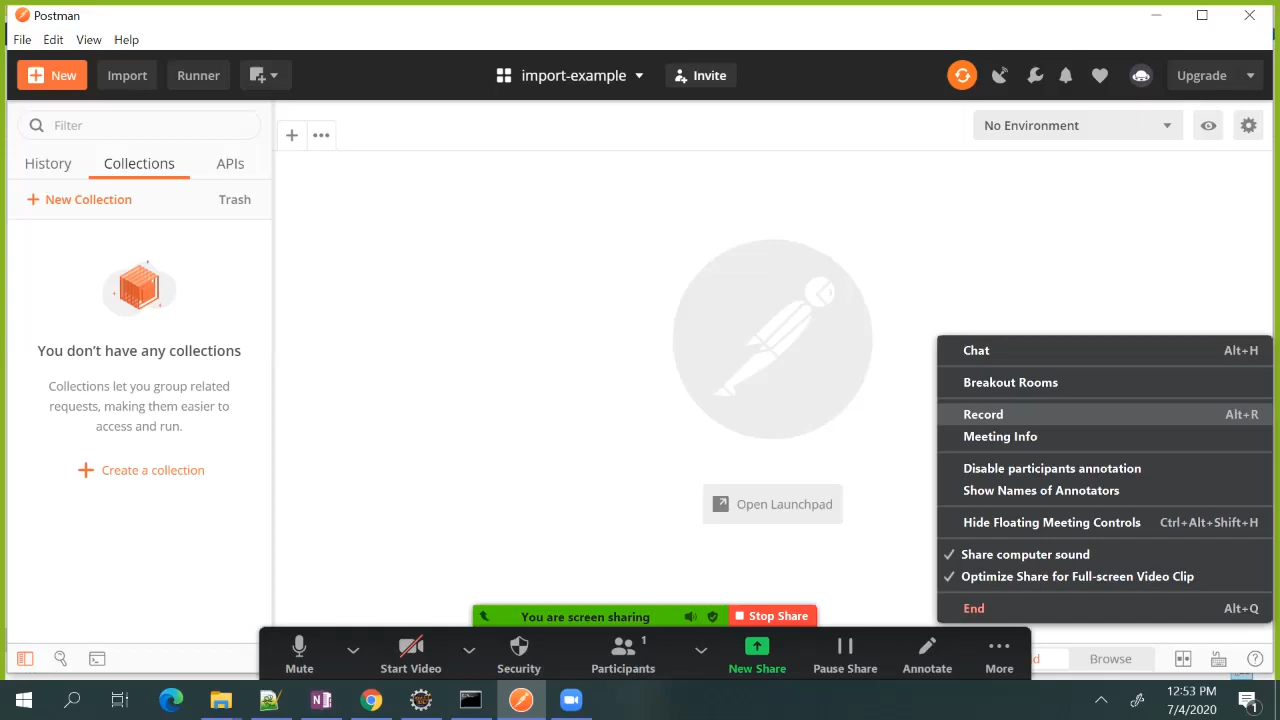 Postman
File Edit View Help
New Import Runner import-example Invite Upgrade
Filter
No Environment
History Collections APIs
New Collection Trash
You don't have any collections
Collections let you group related
requests, making them easier to
access and run.
Create a collection
Open Launchpad
Chat Alt+H
Breakout Rooms
Record Alt+R
Meeting Info
Disable participants annotation
Show Names of Annotators
Hide Floating Meeting Controls Ctrl+Alt+Shift+H
Share computer sound
Optimize Share for Full-screen Video Clip
End Alt+Q
You are screen sharing Stop Share
1
Mute Start Video Security Participants New Share Pause Share Annotate More
Browse
12:53 PM
7/4/2020
1